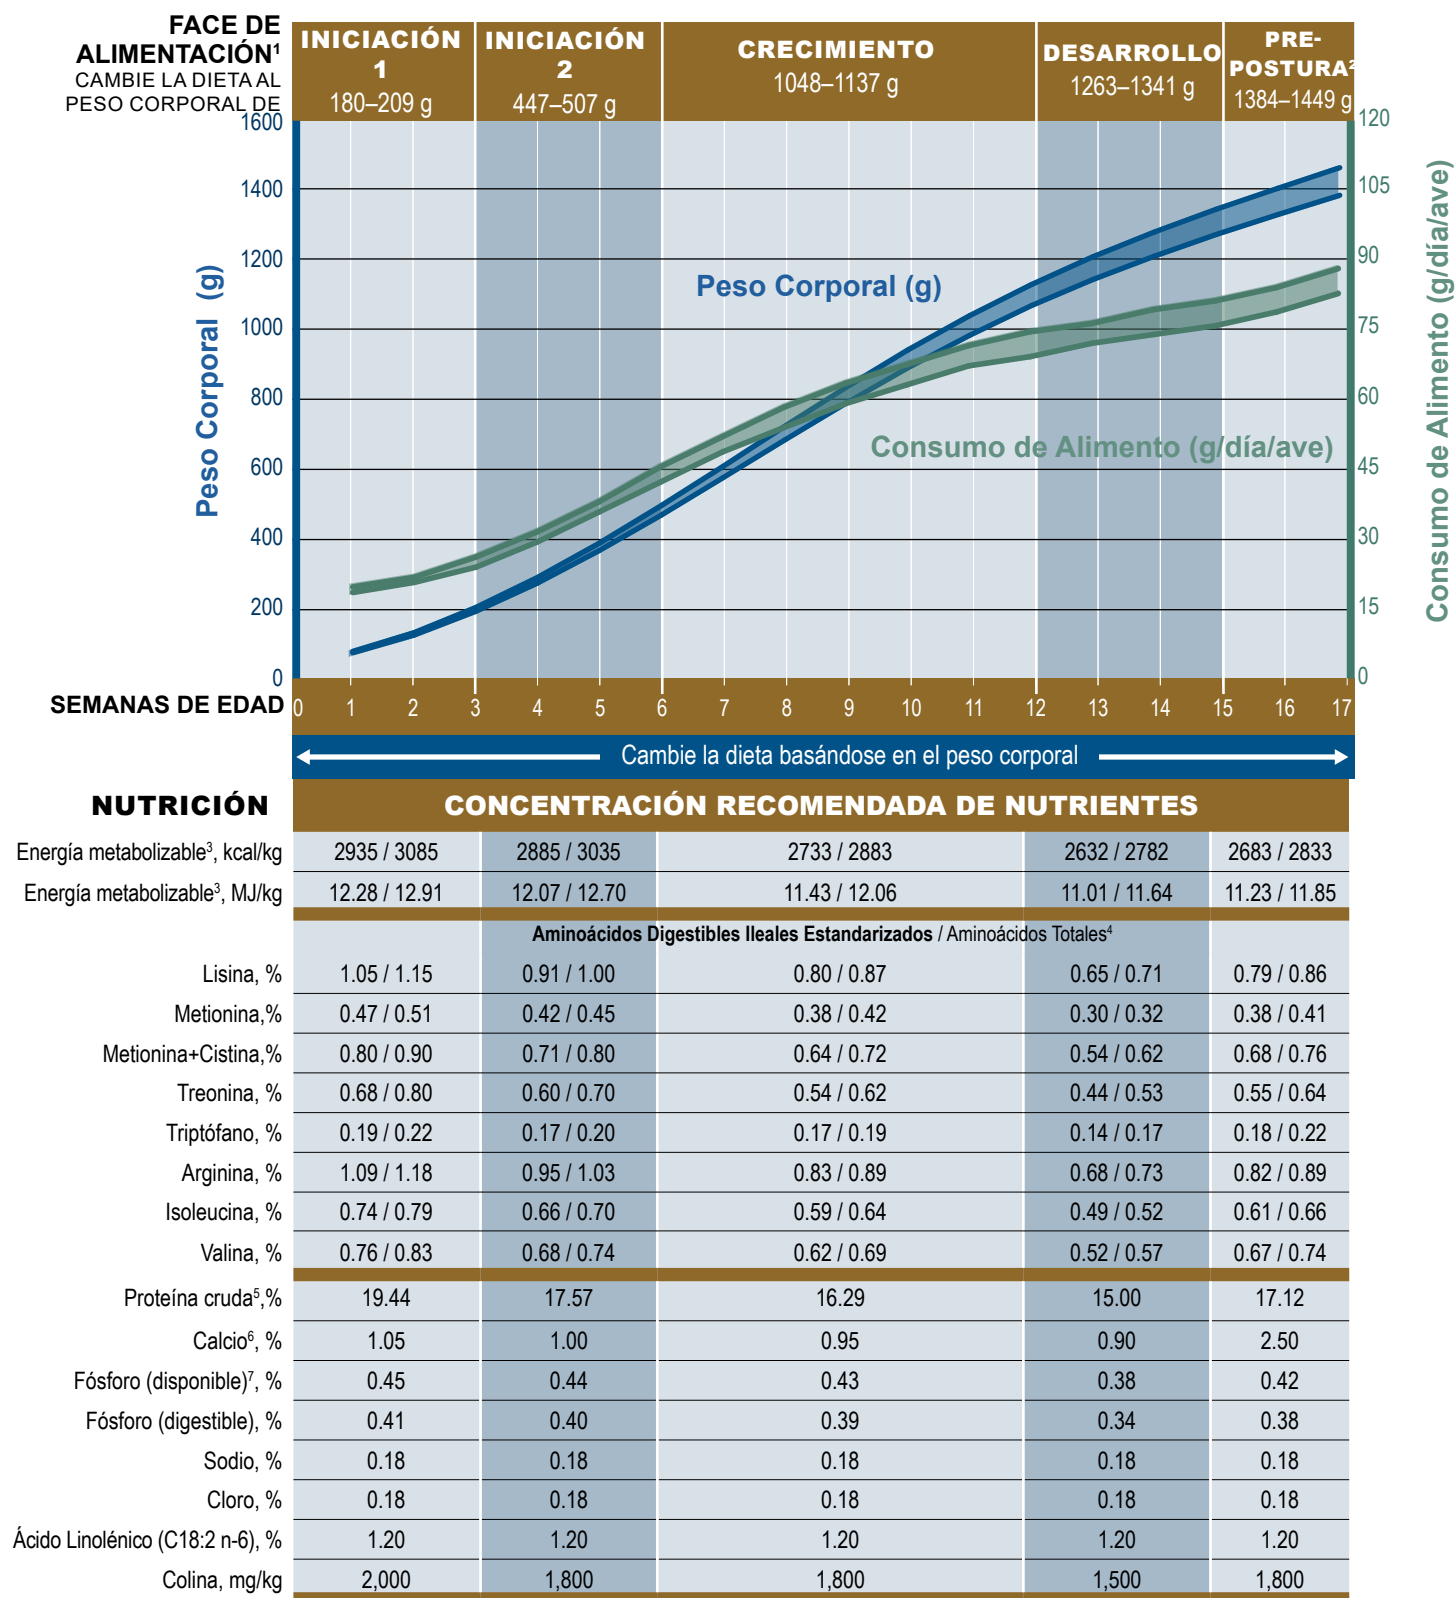 FACE DE
ALIMENTACIÓN¹
CAMBIE LA DIETA AL
PESO CORPORAL DE
INICIACIÓN
1
180–209 g
INICIACIÓN
2
447–507 g
CRECIMIENTO
1048–1137 g
DESARROLLO
1263–1341 g
PRE-
POSTURA²
1384–1449 g
1600
1400
1200
1000
800
600
400
200
0
Peso Corporal (g)
Peso Corporal (g)
Consumo de Alimento (g/día/ave)
120
105
90
75
60
45
30
15
0
Consumo de Alimento (g/día/ave)
SEMANAS DE EDAD 0 1 2 3 4 5 6 7 8 9 10 11 12 13 14 15 16 17
Cambie la dieta basándose en el peso corporal
NUTRICIÓN CONCENTRACIÓN RECOMENDADA DE NUTRIENTES
Energía metabolizable³, kcal/kg 2935 / 3085 2885 / 3035 2733 / 2883 2632 / 2782 2683 / 2833
Energía metabolizable³, MJ/kg 12.28 / 12.91 12.07 / 12.70 11.43 / 12.06 11.01 / 11.64 11.23 / 11.85
Aminoácidos Digestibles Ileales Estandarizados / Aminoácidos Totales⁴
Lisina, % 1.05 / 1.15 0.91 / 1.00 0.80 / 0.87 0.65 / 0.71 0.79 / 0.86
Metionina,% 0.47 / 0.51 0.42 / 0.45 0.38 / 0.42 0.30 / 0.32 0.38 / 0.41
Metionina+Cistina,% 0.80 / 0.90 0.71 / 0.80 0.64 / 0.72 0.54 / 0.62 0.68 / 0.76
Treonina, % 0.68 / 0.80 0.60 / 0.70 0.54 / 0.62 0.44 / 0.53 0.55 / 0.64
Triptófano, % 0.19 / 0.22 0.17 / 0.20 0.17 / 0.19 0.14 / 0.17 0.18 / 0.22
Arginina, % 1.09 / 1.18 0.95 / 1.03 0.83 / 0.89 0.68 / 0.73 0.82 / 0.89
Isoleucina, % 0.74 / 0.79 0.66 / 0.70 0.59 / 0.64 0.49 / 0.52 0.61 / 0.66
Valina, % 0.76 / 0.83 0.68 / 0.74 0.62 / 0.69 0.52 / 0.57 0.67 / 0.74
Proteína cruda⁵,% 19.44 17.57 16.29 15.00 17.12
Calcio⁶, % 1.05 1.00 0.95 0.90 2.50
Fósforo (disponible)⁷, % 0.45 0.44 0.43 0.38 0.42
Fósforo (digestible), % 0.41 0.40 0.39 0.34 0.38
Sodio, % 0.18 0.18 0.18 0.18 0.18
Cloro, % 0.18 0.18 0.18 0.18 0.18
Ácido Linolénico (C18:2 n-6), % 1.20 1.20 1.20 1.20 1.20
Colina, mg/kg 2,000 1,800 1,800 1,500 1,800